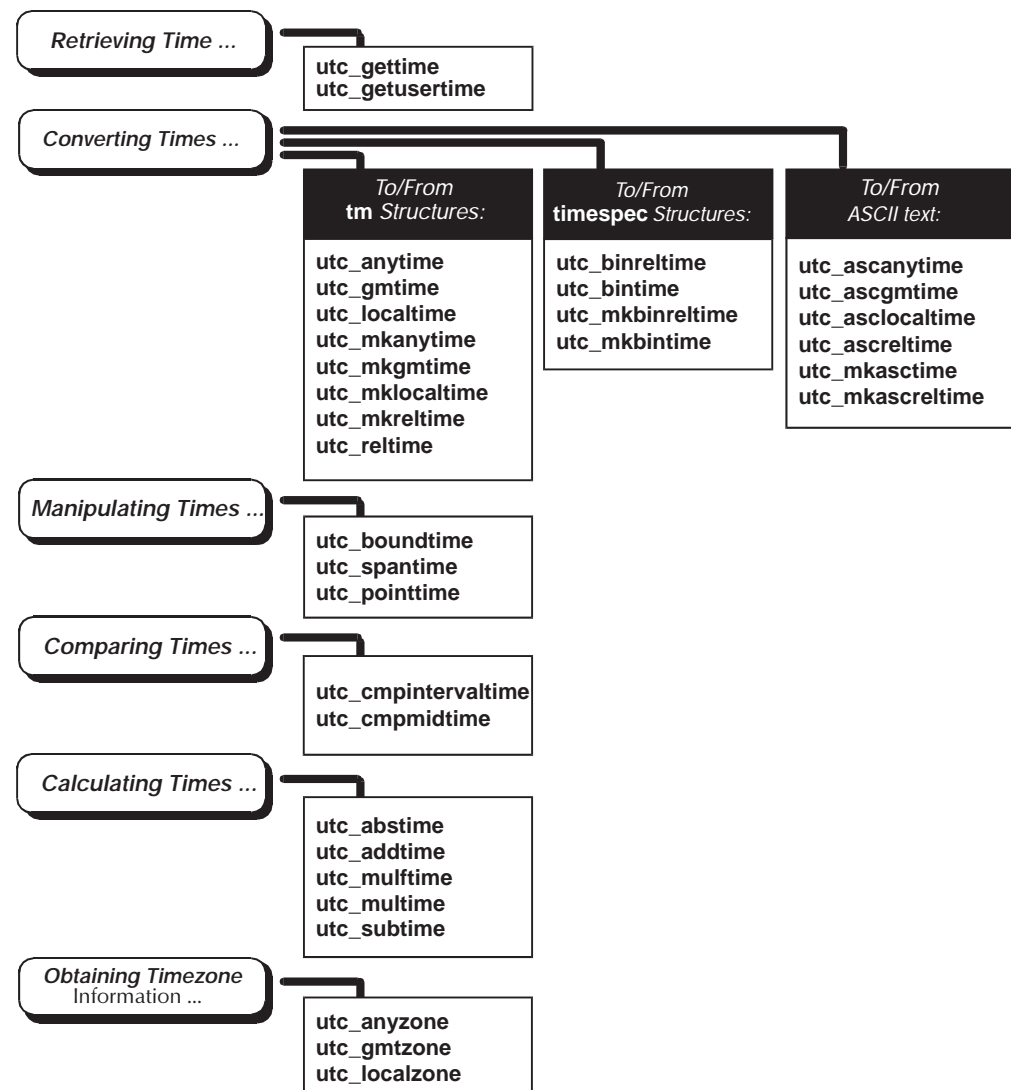 Retrieving Time ...
utc_gettime
utc_getusertime
Converting Times ...
To/From
tm Structures:
utc_anytime
utc_gmtime
utc_localtime
utc_mkanytime
utc_mkgmtime
utc_mklocaltime
utc_mkreltime
utc_reltime
To/From
timespec Structures:
utc_binreltime
utc_bintime
utc_mkbinreltime
utc_mkbintime
To/From
ASCII text:
utc_ascanytime
utc_ascgmtime
utc_asclocaltime
utc_ascreltime
utc_mkasctime
utc_mkascreltime
Manipulating Times ...
utc_boundtime
utc_spantime
utc_pointtime
Comparing Times ...
utc_cmpintervaltime
utc_cmpmidtime
Calculating Times ...
utc_abstime
utc_addtime
utc_mulftime
utc_multime
utc_subtime
Obtaining Timezone
Information ...
utc_anyzone
utc_gmtzone
utc_localzone